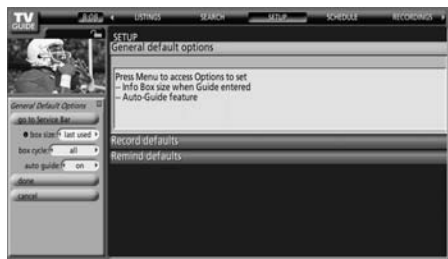 TV
GUIDE
8:08
LISTINGS
SEARCH
SETUP
SCHEDULE
RECORDINGS
SETUP
General default options
Press Menu to access Options to set
– Info Box size when Guide entered
– Auto-Guide feature
Record defaults
Remind defaults
General Default Options
go to Service Bar
box size: last used
box cycle: all
auto guide: on
done
cancel